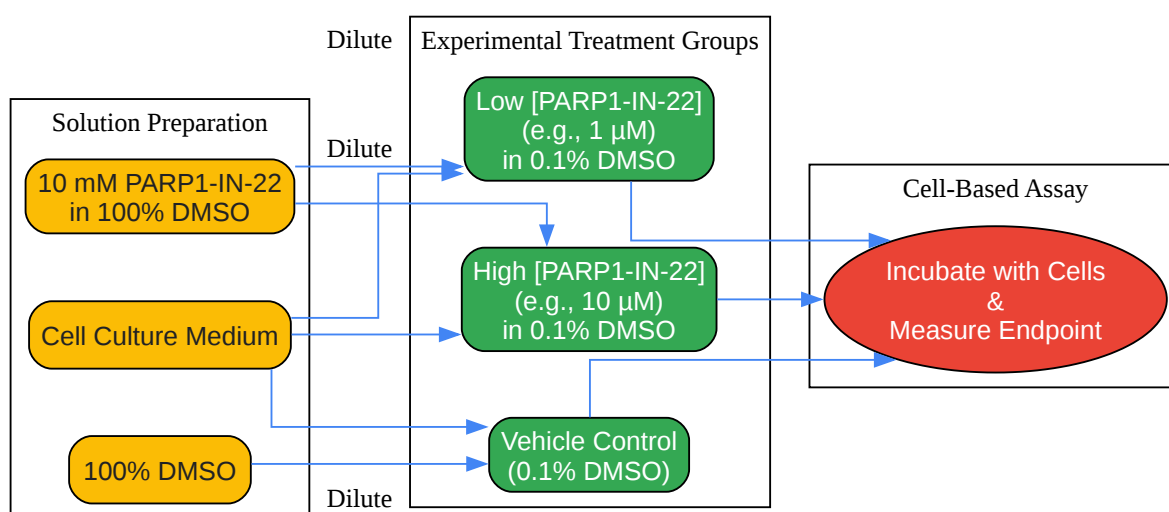 Solution Preparation
10 mM PARP1-IN-22
in 100% DMSO
Cell Culture Medium
100% DMSO
Dilute
Dilute
Dilute
Experimental Treatment Groups
Low [PARP1-IN-22]
(e.g., 1 µM)
in 0.1% DMSO
High [PARP1-IN-22]
(e.g., 10 µM)
in 0.1% DMSO
Vehicle Control
(0.1% DMSO)
Cell-Based Assay
Incubate with Cells
&
Measure Endpoint